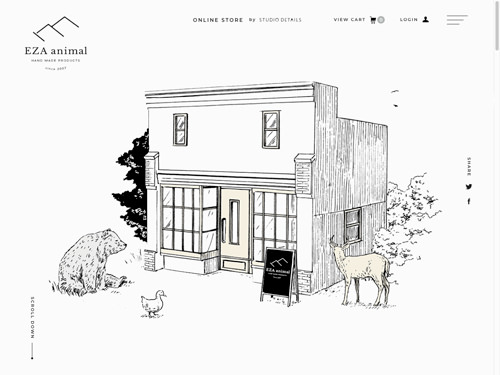 EZA animal
HAND MADE PRODUCTS
SINCE 2007
ONLINE STORE by STUDIO DETAILS
VIEW CART 0
LOGIN
SHARE
EZA animal
SCROLL DOWN